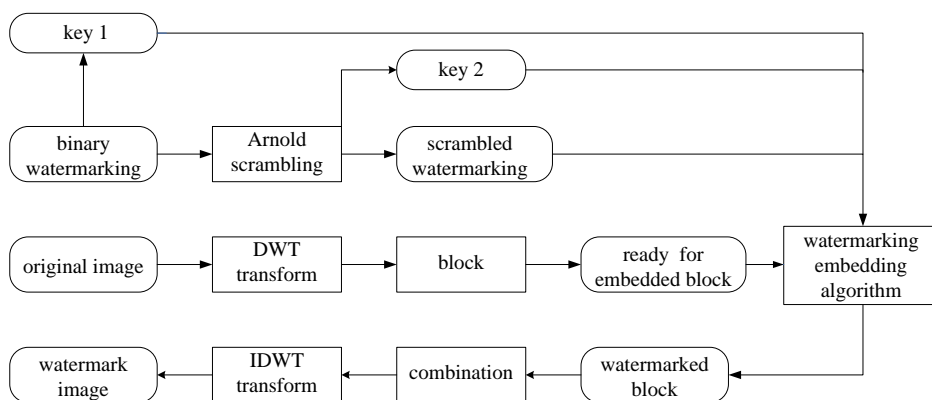 key 1
key 2
binary
watermarking
Arnold
scrambling
scrambled
watermarking
original image
DWT
transform
block
ready for
embedded block
watermarking
embedding
algorithm
watermark
image
IDWT
transform
combination
watermarked
block